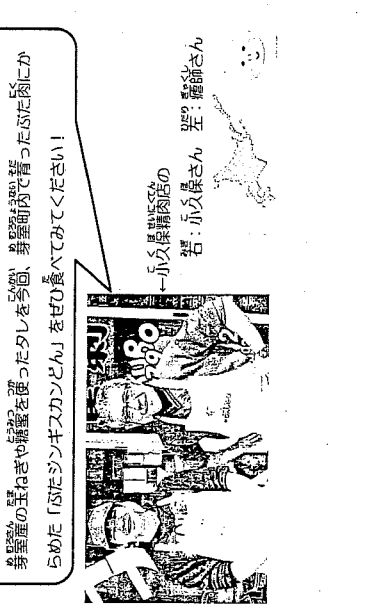 芽室産の玉ねぎや糖蜜を使ったタレを今回、芽室町内で育ったぶた肉にか
らめた「ぶたジンギスカンどん」をぜひ食べてみてください！
←小久保精肉店の
右：小久保さん　左：瘧師さん